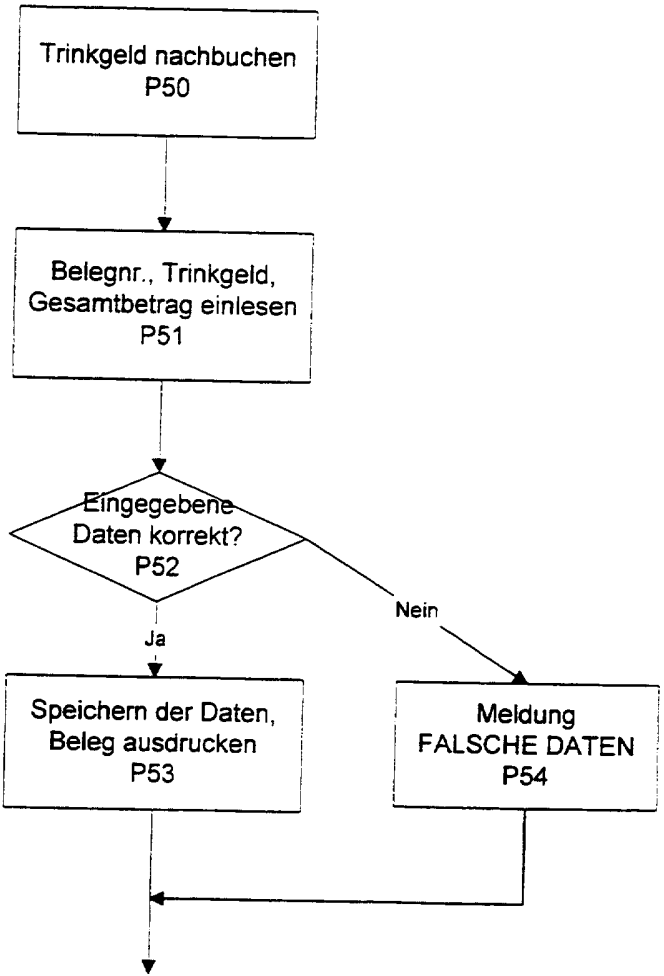 Trinkgeld nachbuchen
P50
Belegnr., Trinkgeld,
Gesamtbetrag einlesen
P51
Eingegebene
Daten korrekt?
P52
Nein
Ja
Speichern der Daten,
Beleg ausdrucken
P53
Meldung
FALSCHE DATEN
P54